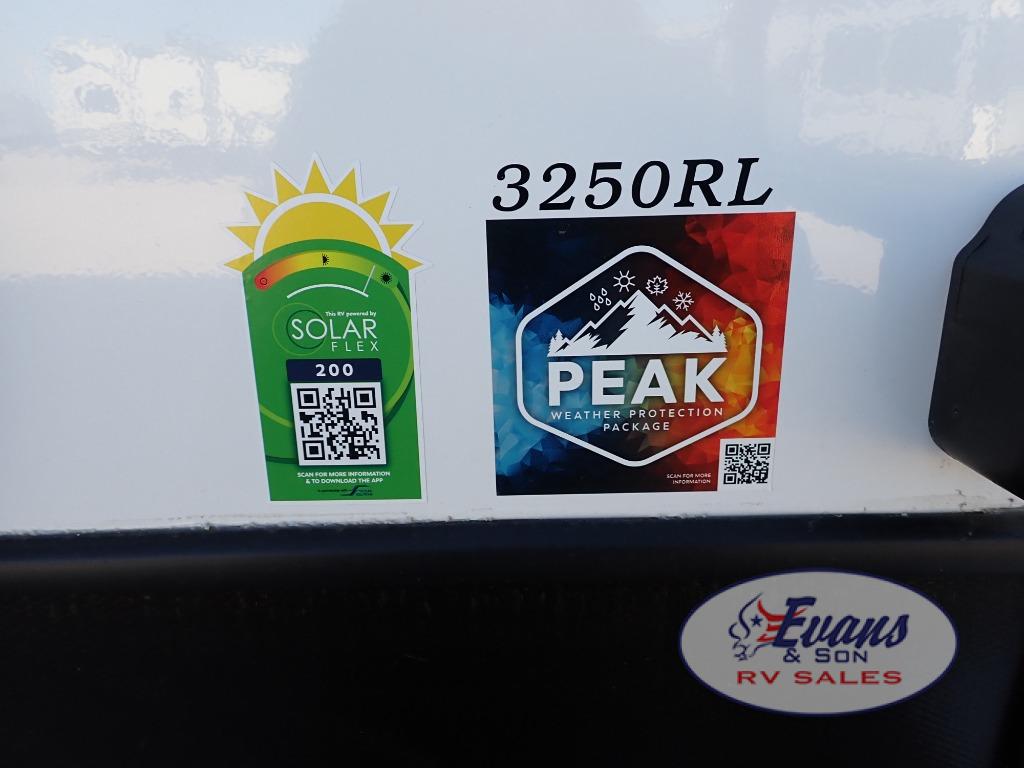 3250RL
This RV powered by
SOLAR
FLEX
200
SCAN FOR MORE INFORMATION
& TO DOWNLOAD THE APP
PEAK
WEATHER PROTECTION
PACKAGE
SCAN FOR MORE
INFORMATION
Evans
& SON
RV SALES